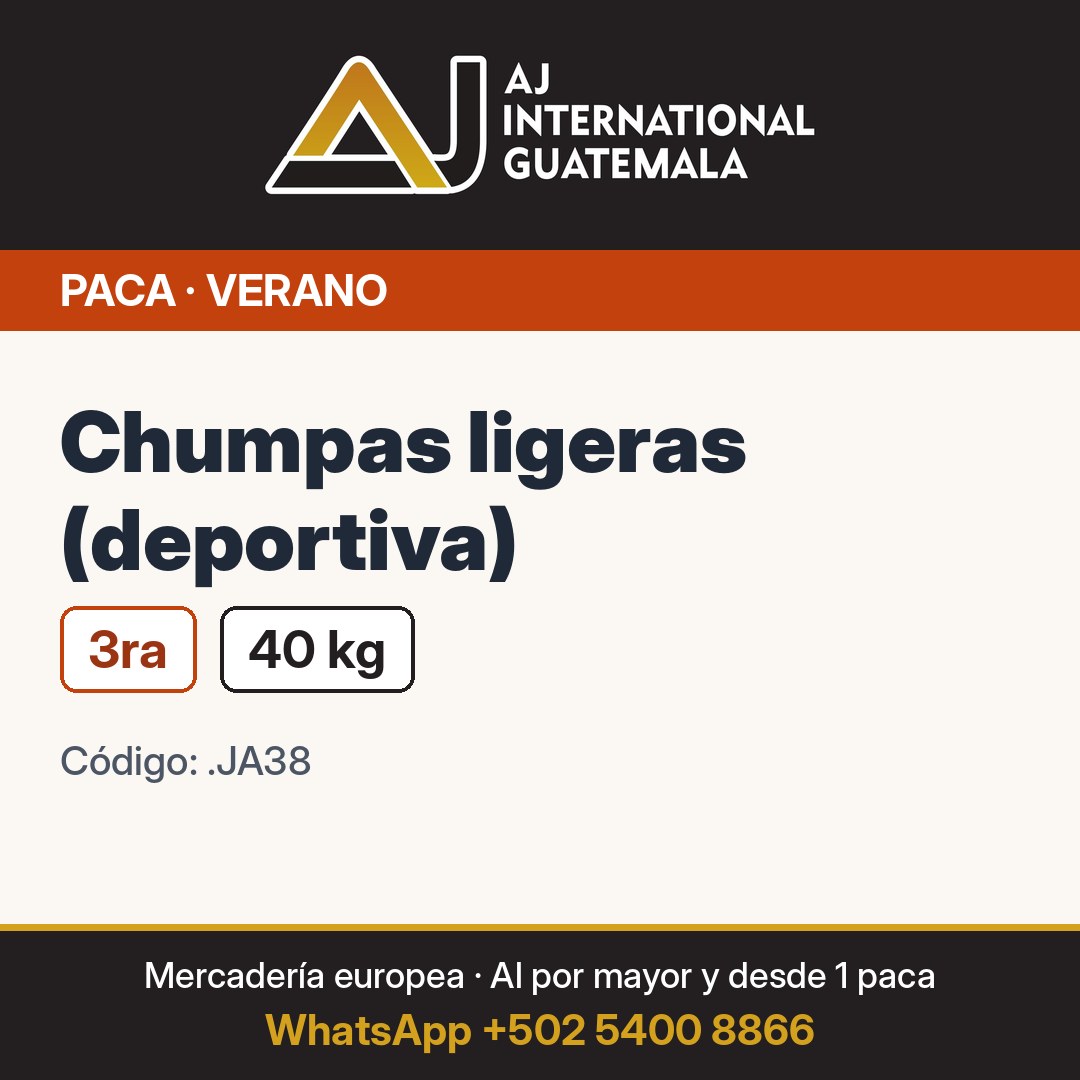 AJ
AJ
INTERNATIONAL
GUATEMALA
PACA · VERANO
Chumpas ligeras
(deportiva)
3ra
40 kg
Código: .JA38
Mercadería europea · Al por mayor y desde 1 paca
WhatsApp +502 5400 8866